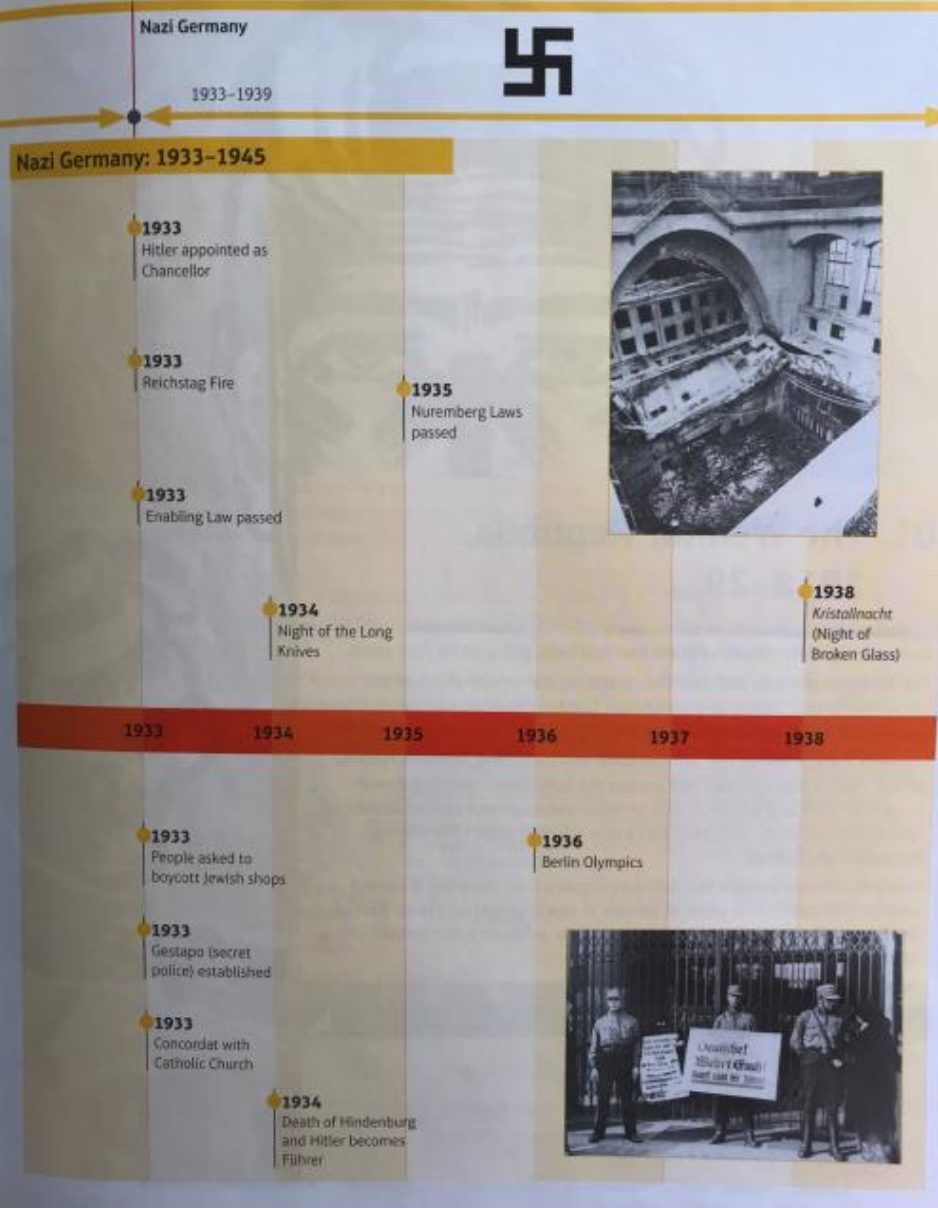 Nazi Germany
1933–1939
Nazi Germany: 1933–1945
1933
Hitler appointed as
Chancellor
1933
Reichstag Fire
1935
Nuremberg Laws
passed
1933
Enabling Law passed
1934
Night of the Long
Knives
1938
Kristallnacht
(Night of
Broken Glass)
1933 1934 1935 1936 1937 1938
1933
People asked to
boycott Jewish shops
1936
Berlin Olympics
1933
Gestapo (secret
police) established
1933
Concordat with
Catholic Church
1934
Death of Hindenburg
and Hitler becomes
Führer
Deutsche!
Wehrt Euch!